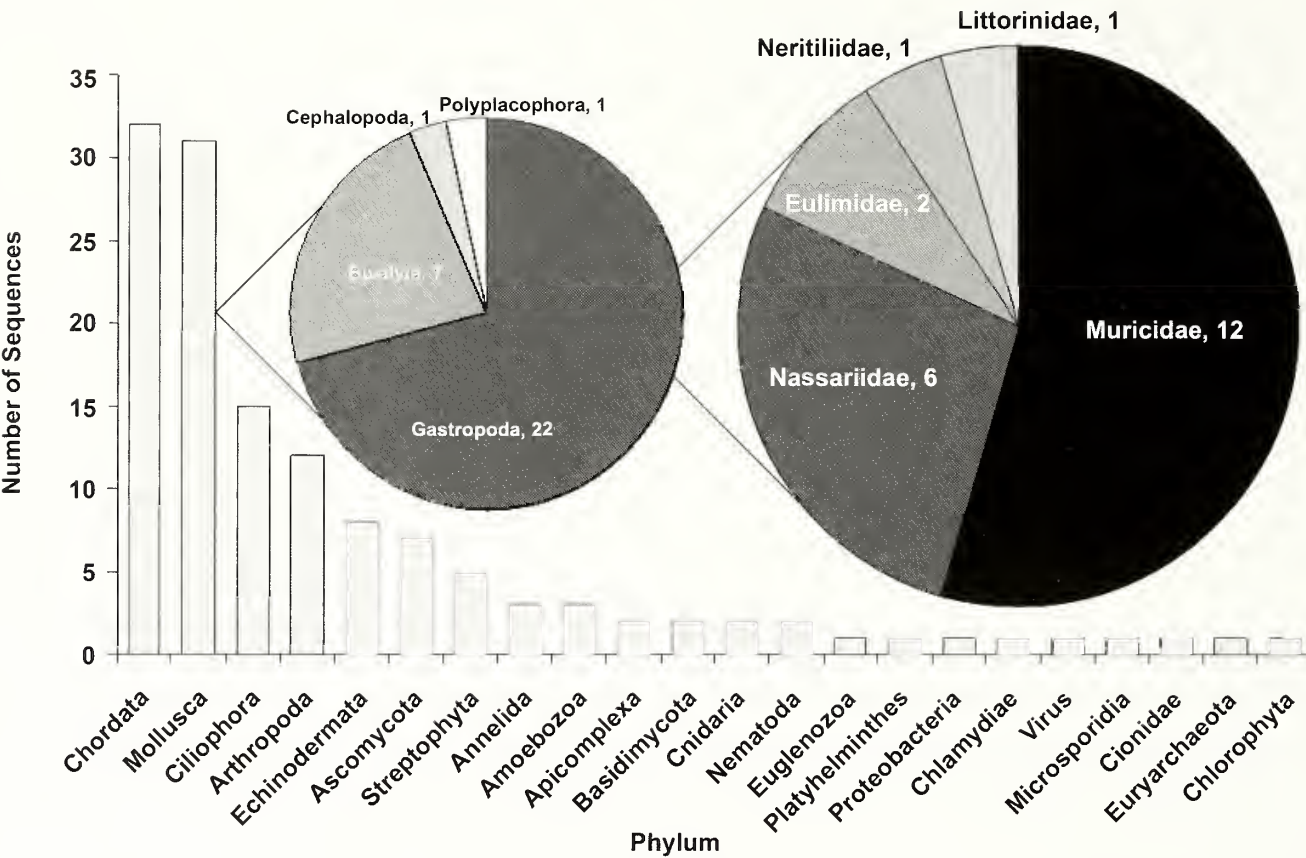 Number of Sequences
35
30
25
20
15
10
5
0
Cephalopoda, 1
Polyplacophora, 1
Gastropoda, 22
Neritiliidae, 1
Littorinidae, 1
Eulimidae, 2
Nassariidae, 6
Muricidae, 12
Chordata
Mollusca
Ciliophora
Arthropoda
Echinodermata
Ascomycota
Streptophyta
Annelida
Amoebozoa
Apicomplexa
Basidimycota
Cnidaria
Nematoda
Euglenozoa
Platyhelminthes
Proteobacteria
Chlamydiae
Virus
Microsporidia
Cionidae
Euryarchaeota
Chlorophyta
Phylum